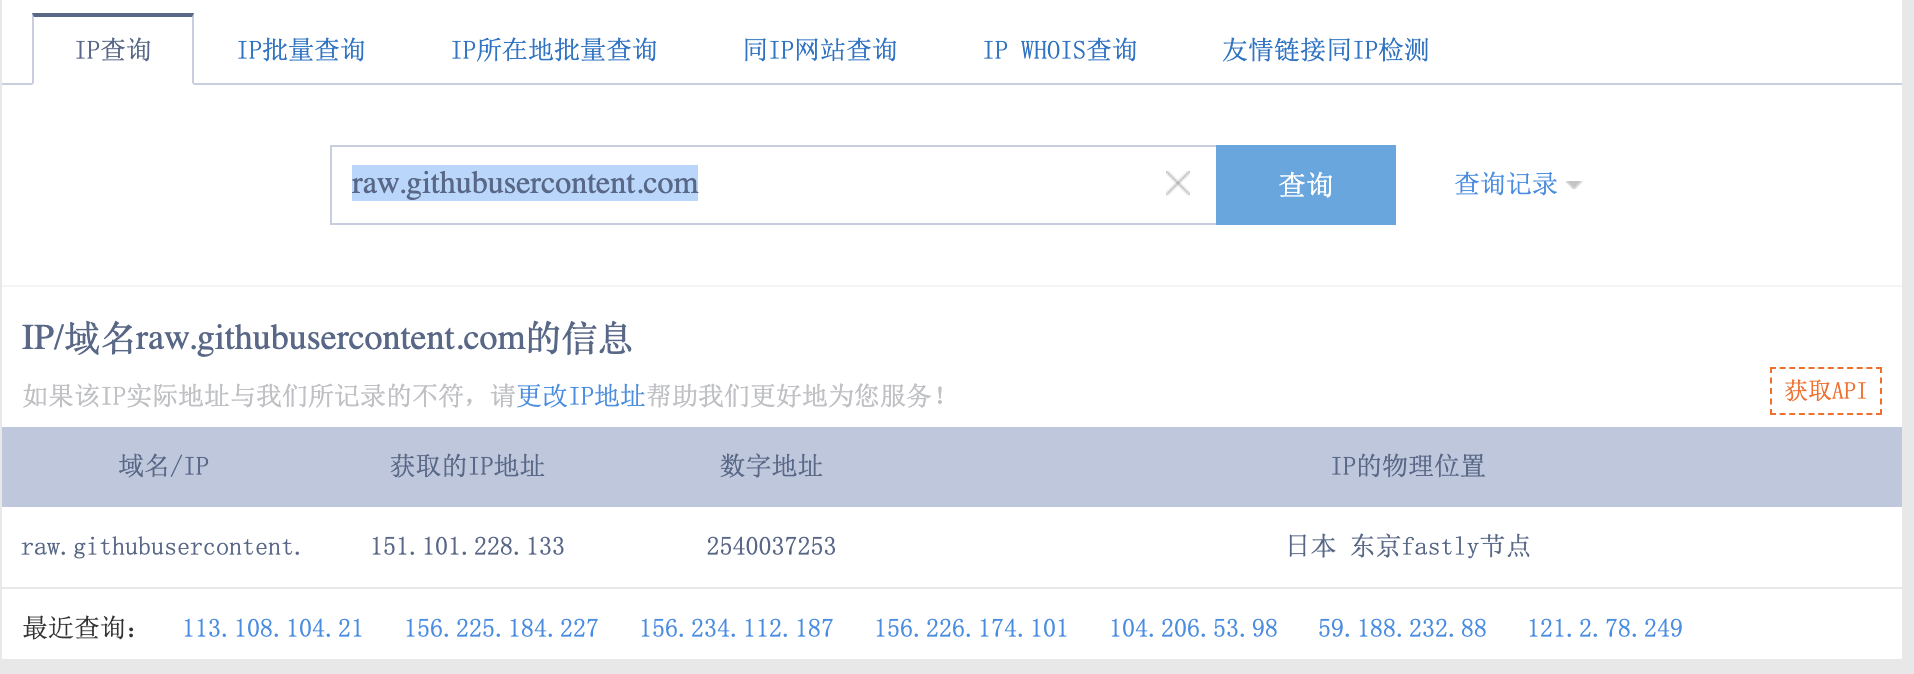 IP查询 IP批量查询 IP所在地批量查询 同IP网站查询 IP WHOIS查询 友情链接同IP检测
raw.githubusercontent.com 查询 查询记录
IP/域名raw.githubusercontent.com的信息
如果该IP实际地址与我们所记录的不符，请更改IP地址帮助我们更好地为您服务！
获取API
域名/IP 获取的IP地址 数字地址 IP的物理位置
raw.githubusercontent. 151.101.228.133 2540037253 日本 东京fastly节点
最近查询： 113.108.104.21 156.225.184.227 156.234.112.187 156.226.174.101 104.206.53.98 59.188.232.88 121.2.78.249